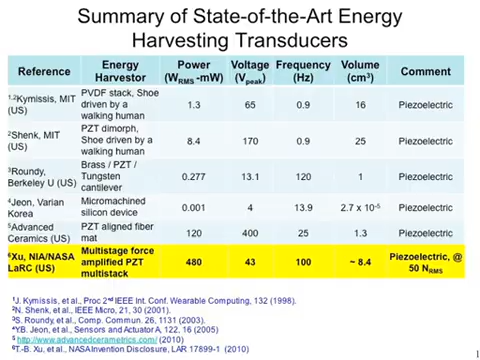 Summary of State-of-the-Art Energy
Harvesting Transducers
Reference | Energy Harvestor | Power (W_RMS -mW) | Voltage (V_peak) | Frequency (Hz) | Volume (cm³) | Comment
¹,²Kymissis, MIT (US) | PVDF stack, Shoe driven by a walking human | 1.3 | 65 | 0.9 | 16 | Piezoelectric
²Shenk, MIT (US) | PZT dimorph, Shoe driven by a walking human | 8.4 | 170 | 0.9 | 25 | Piezoelectric
³Roundy, Berkeley U (US) | Brass / PZT / Tungsten cantilever | 0.277 | 13.1 | 120 | 1 | Piezoelectric
⁴Jeon, Varian Korea | Micromachined silicon device | 0.001 | 4 | 13.9 | 2.7 x 10⁻⁵ | Piezoelectric
⁵Advanced Ceramics (US) | PZT aligned fiber mat | 120 | 400 | 25 | 1.3 | Piezoelectric
⁶Xu, NIA/NASA LaRC (US) | Multistage force amplified PZT multistack | 480 | 43 | 100 | ~ 8.4 | Piezoelectric, @ 50 N_RMS
¹J. Kymissis, et al., Proc 2nd IEEE Int. Conf. Wearable Computing, 132 (1998).
²N. Shenk, et al., IEEE Micro, 21, 30 (2001).
³S. Roundy, et al., Comp. Commun. 26, 1131 (2003).
⁴YB. Jeon, et al., Sensors and Actuator A, 122, 16 (2005)
⁵ http://www.advancedcerametrics.com/ (2010)
⁶T.-B. Xu, et al., NASA Invention Disclosure, LAR 17899-1 (2010)
1